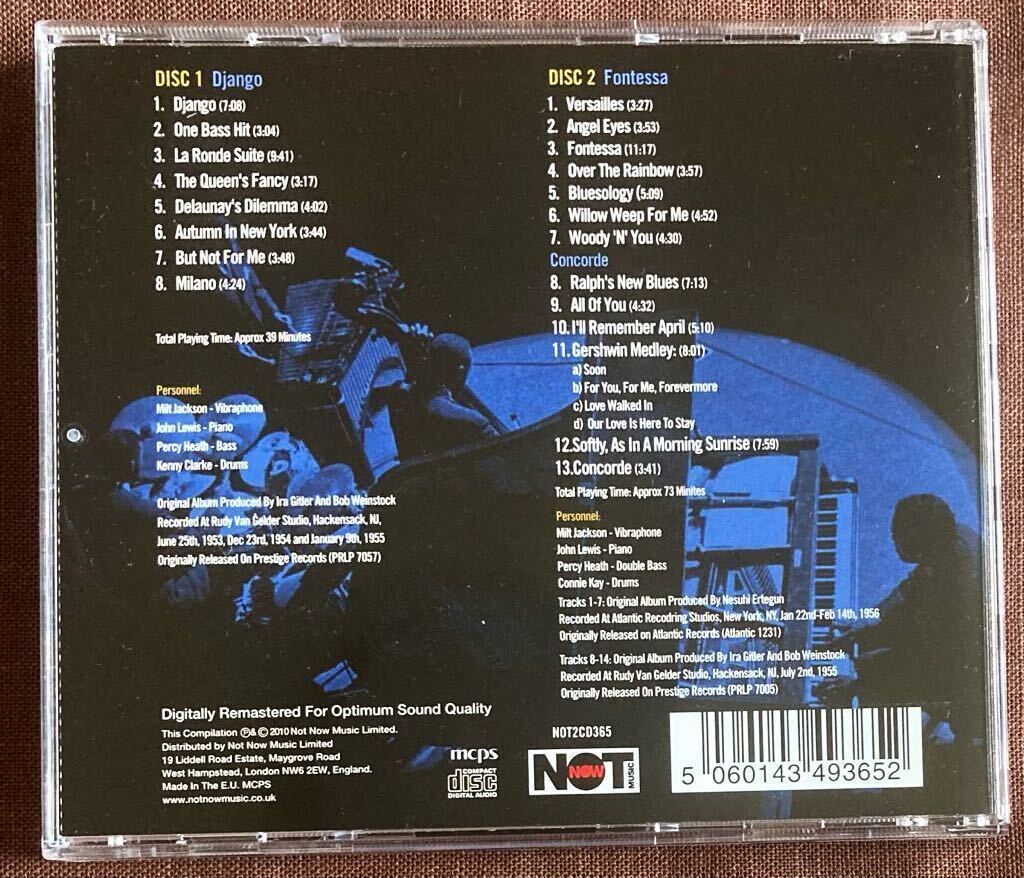 DISC 1 Django
1. Django (7:08)
2. One Bass Hit (3:04)
3. La Ronde Suite (9:41)
4. The Queen's Fancy (3:17)
5. Delaunay's Dilemma (4:02)
6. Autumn In New York (3:44)
7. But Not For Me (3:48)
8. Milano (4:24)
Total Playing Time: Approx 39 Minutes
Personnel:
Milt Jackson - Vibraphone
John Lewis - Piano
Percy Heath - Bass
Kenny Clarke - Drums
Original Album Produced By Ira Gitler And Bob Weinstock
Recorded At Rudy Van Gelder Studio, Hackensack, NJ,
June 25th, 1953, Dec 23rd, 1954 and January 9th, 1955
Originally Released On Prestige Records (PRLP 7057)
DISC 2 Fontessa
1. Versailles (3:27)
2. Angel Eyes (3:53)
3. Fontessa (11:17)
4. Over The Rainbow (3:57)
5. Bluesology (5:09)
6. Willow Weep For Me (4:52)
7. Woody 'N' You (4:30)
Concorde
8. Ralph's New Blues (7:13)
9. All Of You (4:32)
10. I'll Remember April (5:10)
11. Gershwin Medley: (8:01)
a) Soon
b) For You, For Me, Forevermore
c) Love Walked In
d) Our Love Is Here To Stay
12. Softly, As In A Morning Sunrise (7:59)
13. Concorde (3:41)
Total Playing Time: Approx 73 Minites
Personnel:
Milt Jackson - Vibraphone
John Lewis - Piano
Percy Heath - Double Bass
Connie Kay - Drums
Tracks 1-7: Original Album Produced By Nesuhi Ertegun
Recorded At Atlantic Recodring Studios, New York, NY, Jan 22nd-Feb 14th, 1956
Originally Released on Atlantic Records (Atlantic 1231)
Tracks 8-14: Original Album Produced By Ira Gitler And Bob Weinstock
Recorded At Rudy Van Gelder Studio, Hackensack, NJ, July 2nd, 1955
Originally Released On Prestige Records (PRLP 7005)
Digitally Remastered For Optimum Sound Quality
This Compilation ℗& © 2010 Not Now Music Limited.
Distributed by Not Now Music Limited
19 Liddell Road Estate, Maygrove Road
West Hampstead, London NW6 2EW, England.
Made In The E.U. MCPS
www.notnowmusic.co.uk
mcps
COMPACT
disc
DIGITAL AUDIO
NOT2CD365
NOT NOW MUSIC
5 060143 493652